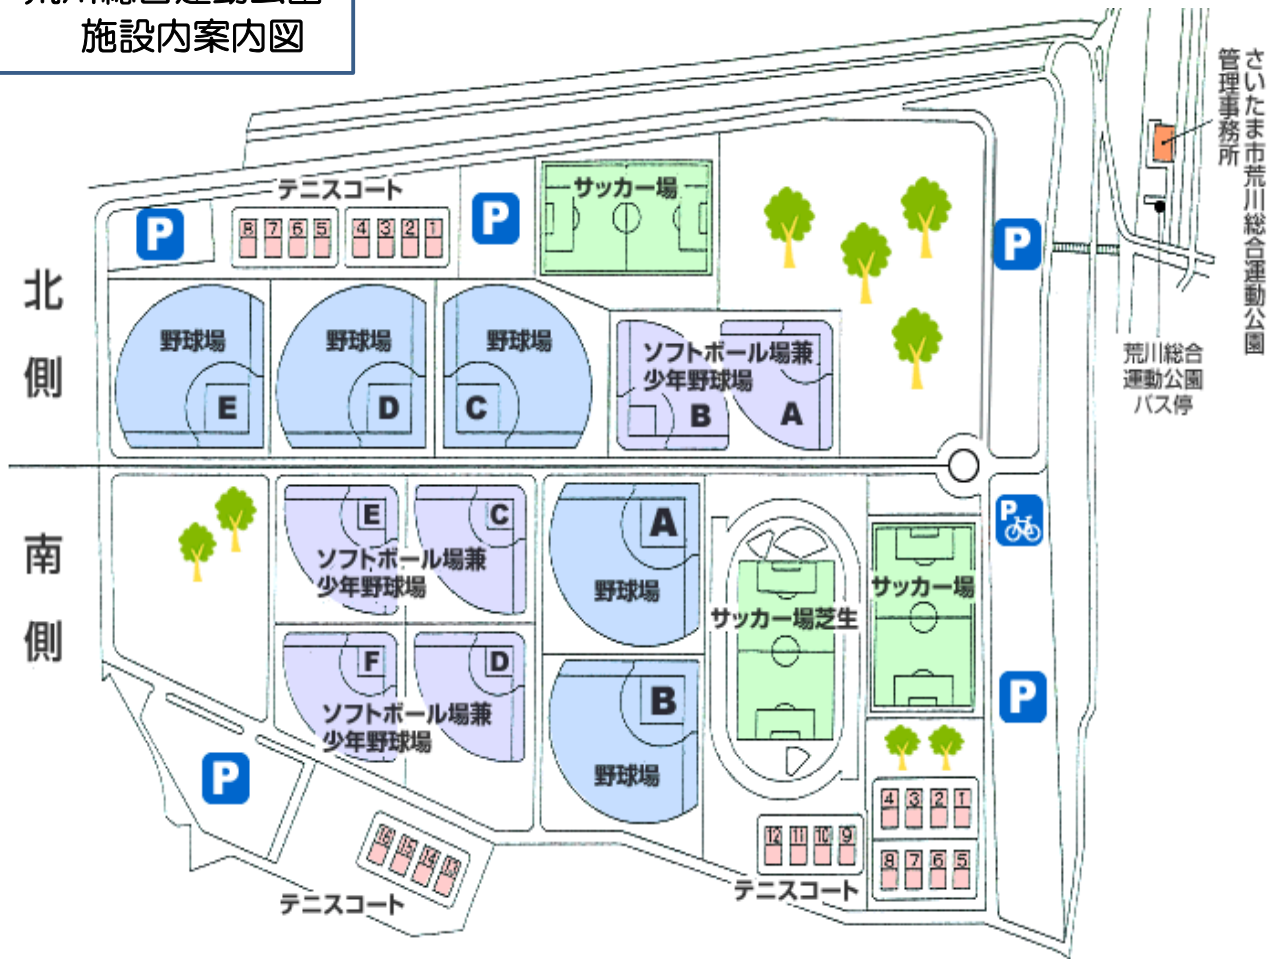 荒川総合運動公園
施設内案内図
さいたま市荒川総合運動公園
管理事務所
荒川総合
運動公園
バス停
北側
テニスコート
8 7 6 5 4 3 2 1
P
P
サッカー場
P
野球場
E
野球場
D
野球場
C
ソフトボール場兼
少年野球場
B
A
南側
E
C
ソフトボール場兼
少年野球場
F
D
ソフトボール場兼
少年野球場
A
野球場
B
野球場
サッカー場芝生
サッカー場
P
P
P
4 3 2 1
8 7 6 5
12 11 10 9
テニスコート
16 15 14 13
テニスコート